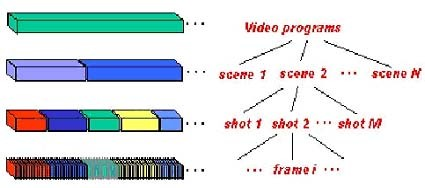 ··· Video programs
··· scene 1 scene 2 ··· scene N
··· shot 1 shot 2 ··· shot M
··· ··· frame i ···